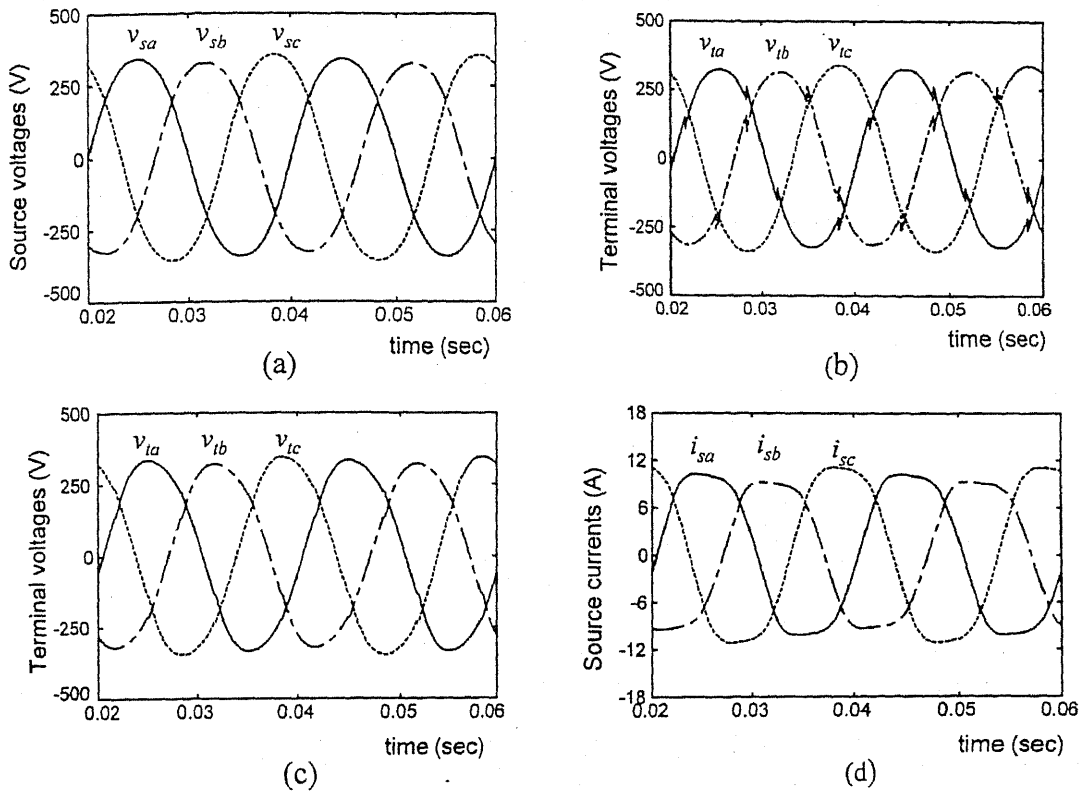 500
250
0
-250
-500
Source voltages (V)
v_sa v_sb v_sc
0.02 0.03 0.04 0.05 0.06
time (sec)
(a)
500
250
0
-250
-500
Terminal voltages (V)
v_ta v_tb v_tc
0.02 0.03 0.04 0.05 0.06
time (sec)
(b)
500
250
0
-250
-500
Terminal voltages (V)
v_ta v_tb v_tc
0.02 0.03 0.04 0.05 0.06
time (sec)
(c)
18
12
6
0
-6
-12
-18
Source currents (A)
i_sa i_sb i_sc
0.02 0.03 0.04 0.05 0.06
time (sec)
(d)